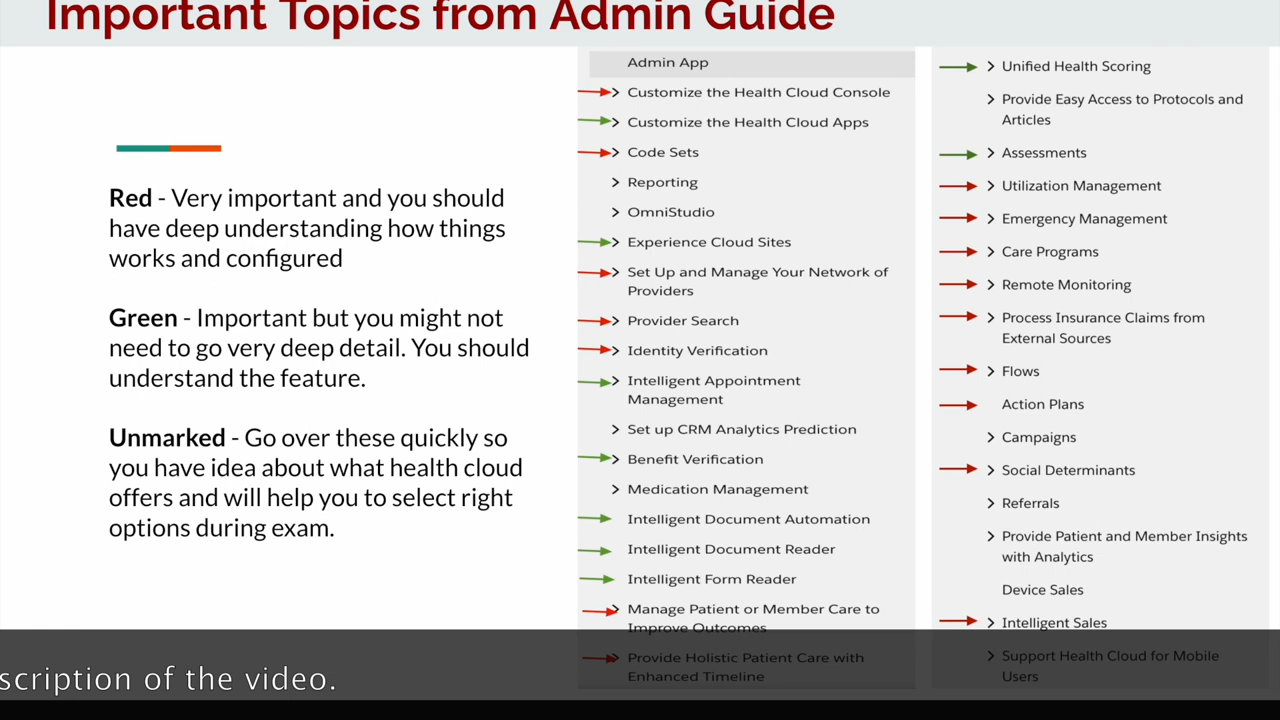 Important Topics from Admin Guide
Red - Very important and you should
have deep understanding how things
works and configured
Green - Important but you might not
need to go very deep detail. You should
understand the feature.
Unmarked - Go over these quickly so
you have idea about what health cloud
offers and will help you to select right
options during exam.
Admin App
Customize the Health Cloud Console
Customize the Health Cloud Apps
Code Sets
Reporting
OmniStudio
Experience Cloud Sites
Set Up and Manage Your Network of
Providers
Provider Search
Identity Verification
Intelligent Appointment
Management
Set up CRM Analytics Prediction
Benefit Verification
Medication Management
Intelligent Document Automation
Intelligent Document Reader
Intelligent Form Reader
Manage Patient or Member Care to
Improve Outcomes
Provide Holistic Patient Care with
Enhanced Timeline
Unified Health Scoring
Provide Easy Access to Protocols and
Articles
Assessments
Utilization Management
Emergency Management
Care Programs
Remote Monitoring
Process Insurance Claims from
External Sources
Flows
Action Plans
Campaigns
Social Determinants
Referrals
Provide Patient and Member Insights
with Analytics
Device Sales
Intelligent Sales
Support Health Cloud for Mobile
Users
scription of the video.